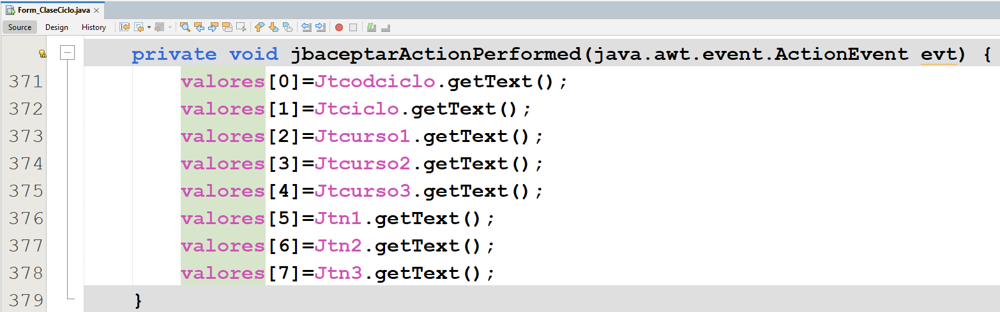 Form_ClaseCiclo.java
Source Design History
private void jbaceptarActionPerformed(java.awt.event.ActionEvent evt) {
371 valores[0]=Jtcodciclo.getText();
372 valores[1]=Jtciclo.getText();
373 valores[2]=Jtcurso1.getText();
374 valores[3]=Jtcurso2.getText();
375 valores[4]=Jtcurso3.getText();
376 valores[5]=Jtn1.getText();
377 valores[6]=Jtn2.getText();
378 valores[7]=Jtn3.getText();
379 }